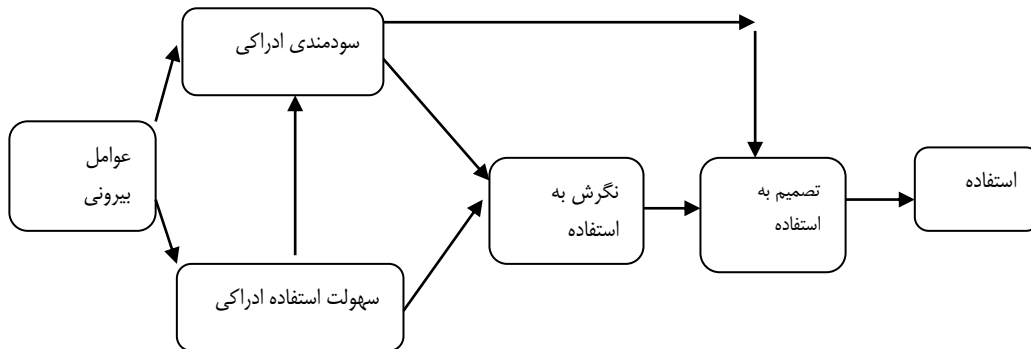 سودمندی ادراکی
عوامل
بیرونی
نگرش به
استفاده
تصمیم به
استفاده
استفاده
سهولت استفاده ادراکی